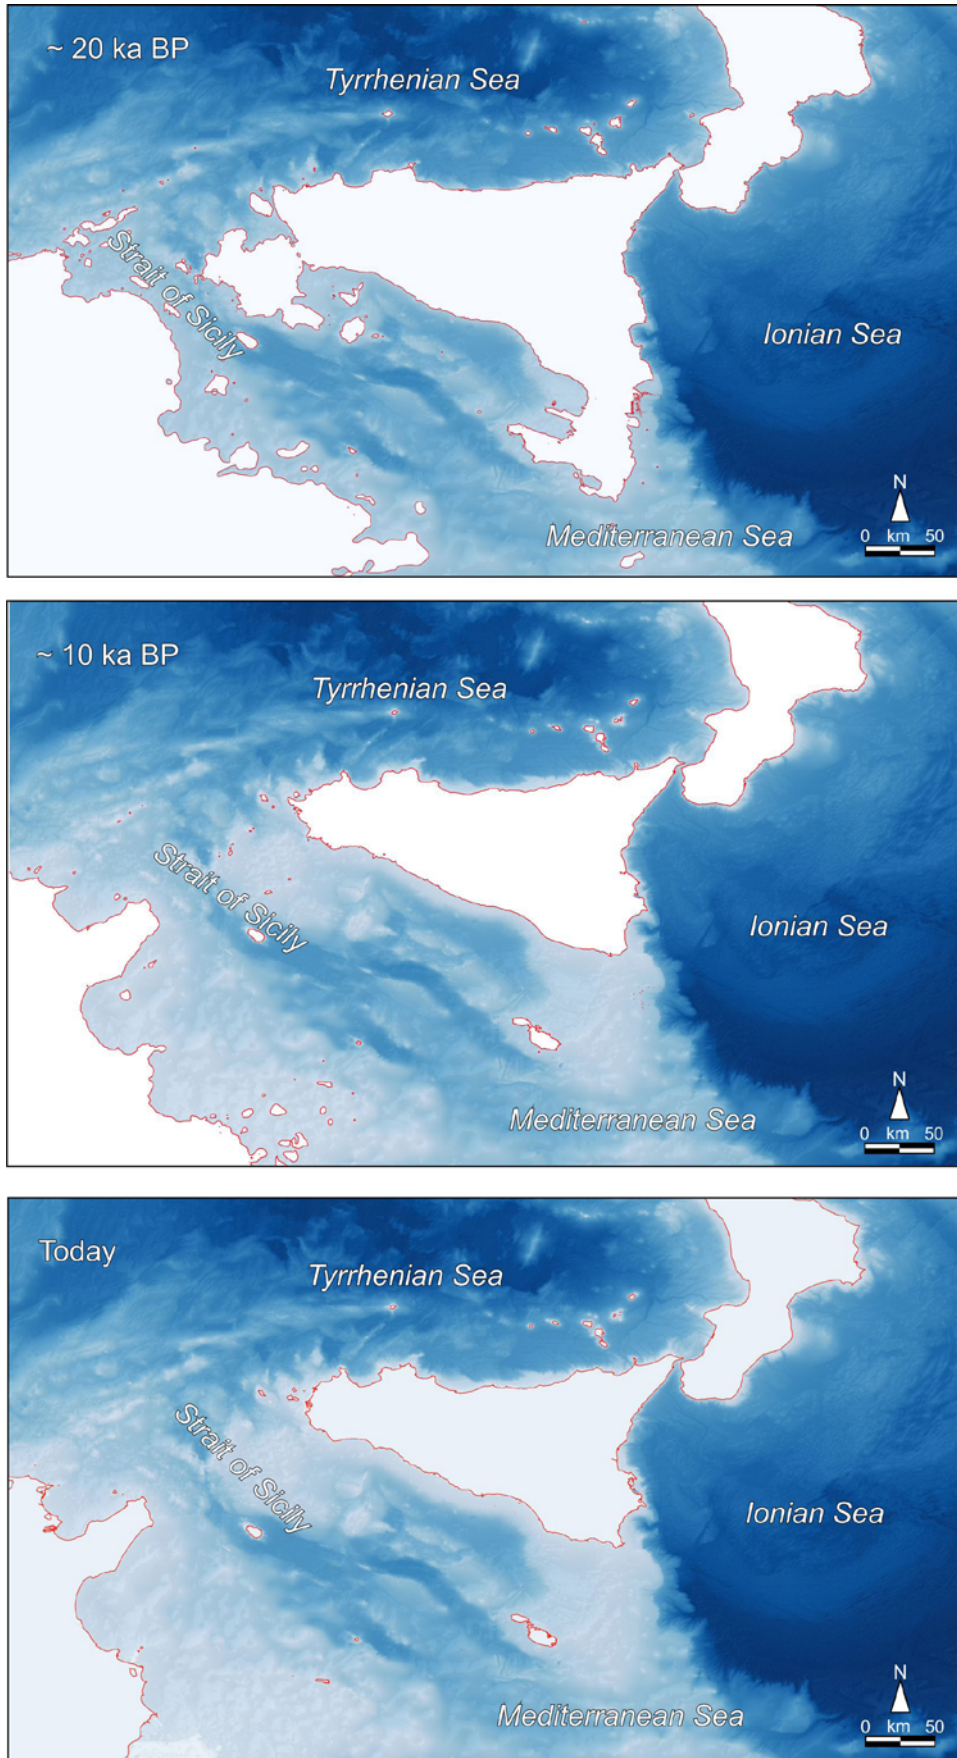 ~ 20 ka BP
Tyrrhenian Sea
Strait of Sicily
Ionian Sea
N
0 km 50
Mediterranean Sea
~ 10 ka BP
Tyrrhenian Sea
Strait of Sicily
Ionian Sea
N
0 km 50
Mediterranean Sea
Today
Tyrrhenian Sea
Strait of Sicily
Ionian Sea
N
0 km 50
Mediterranean Sea